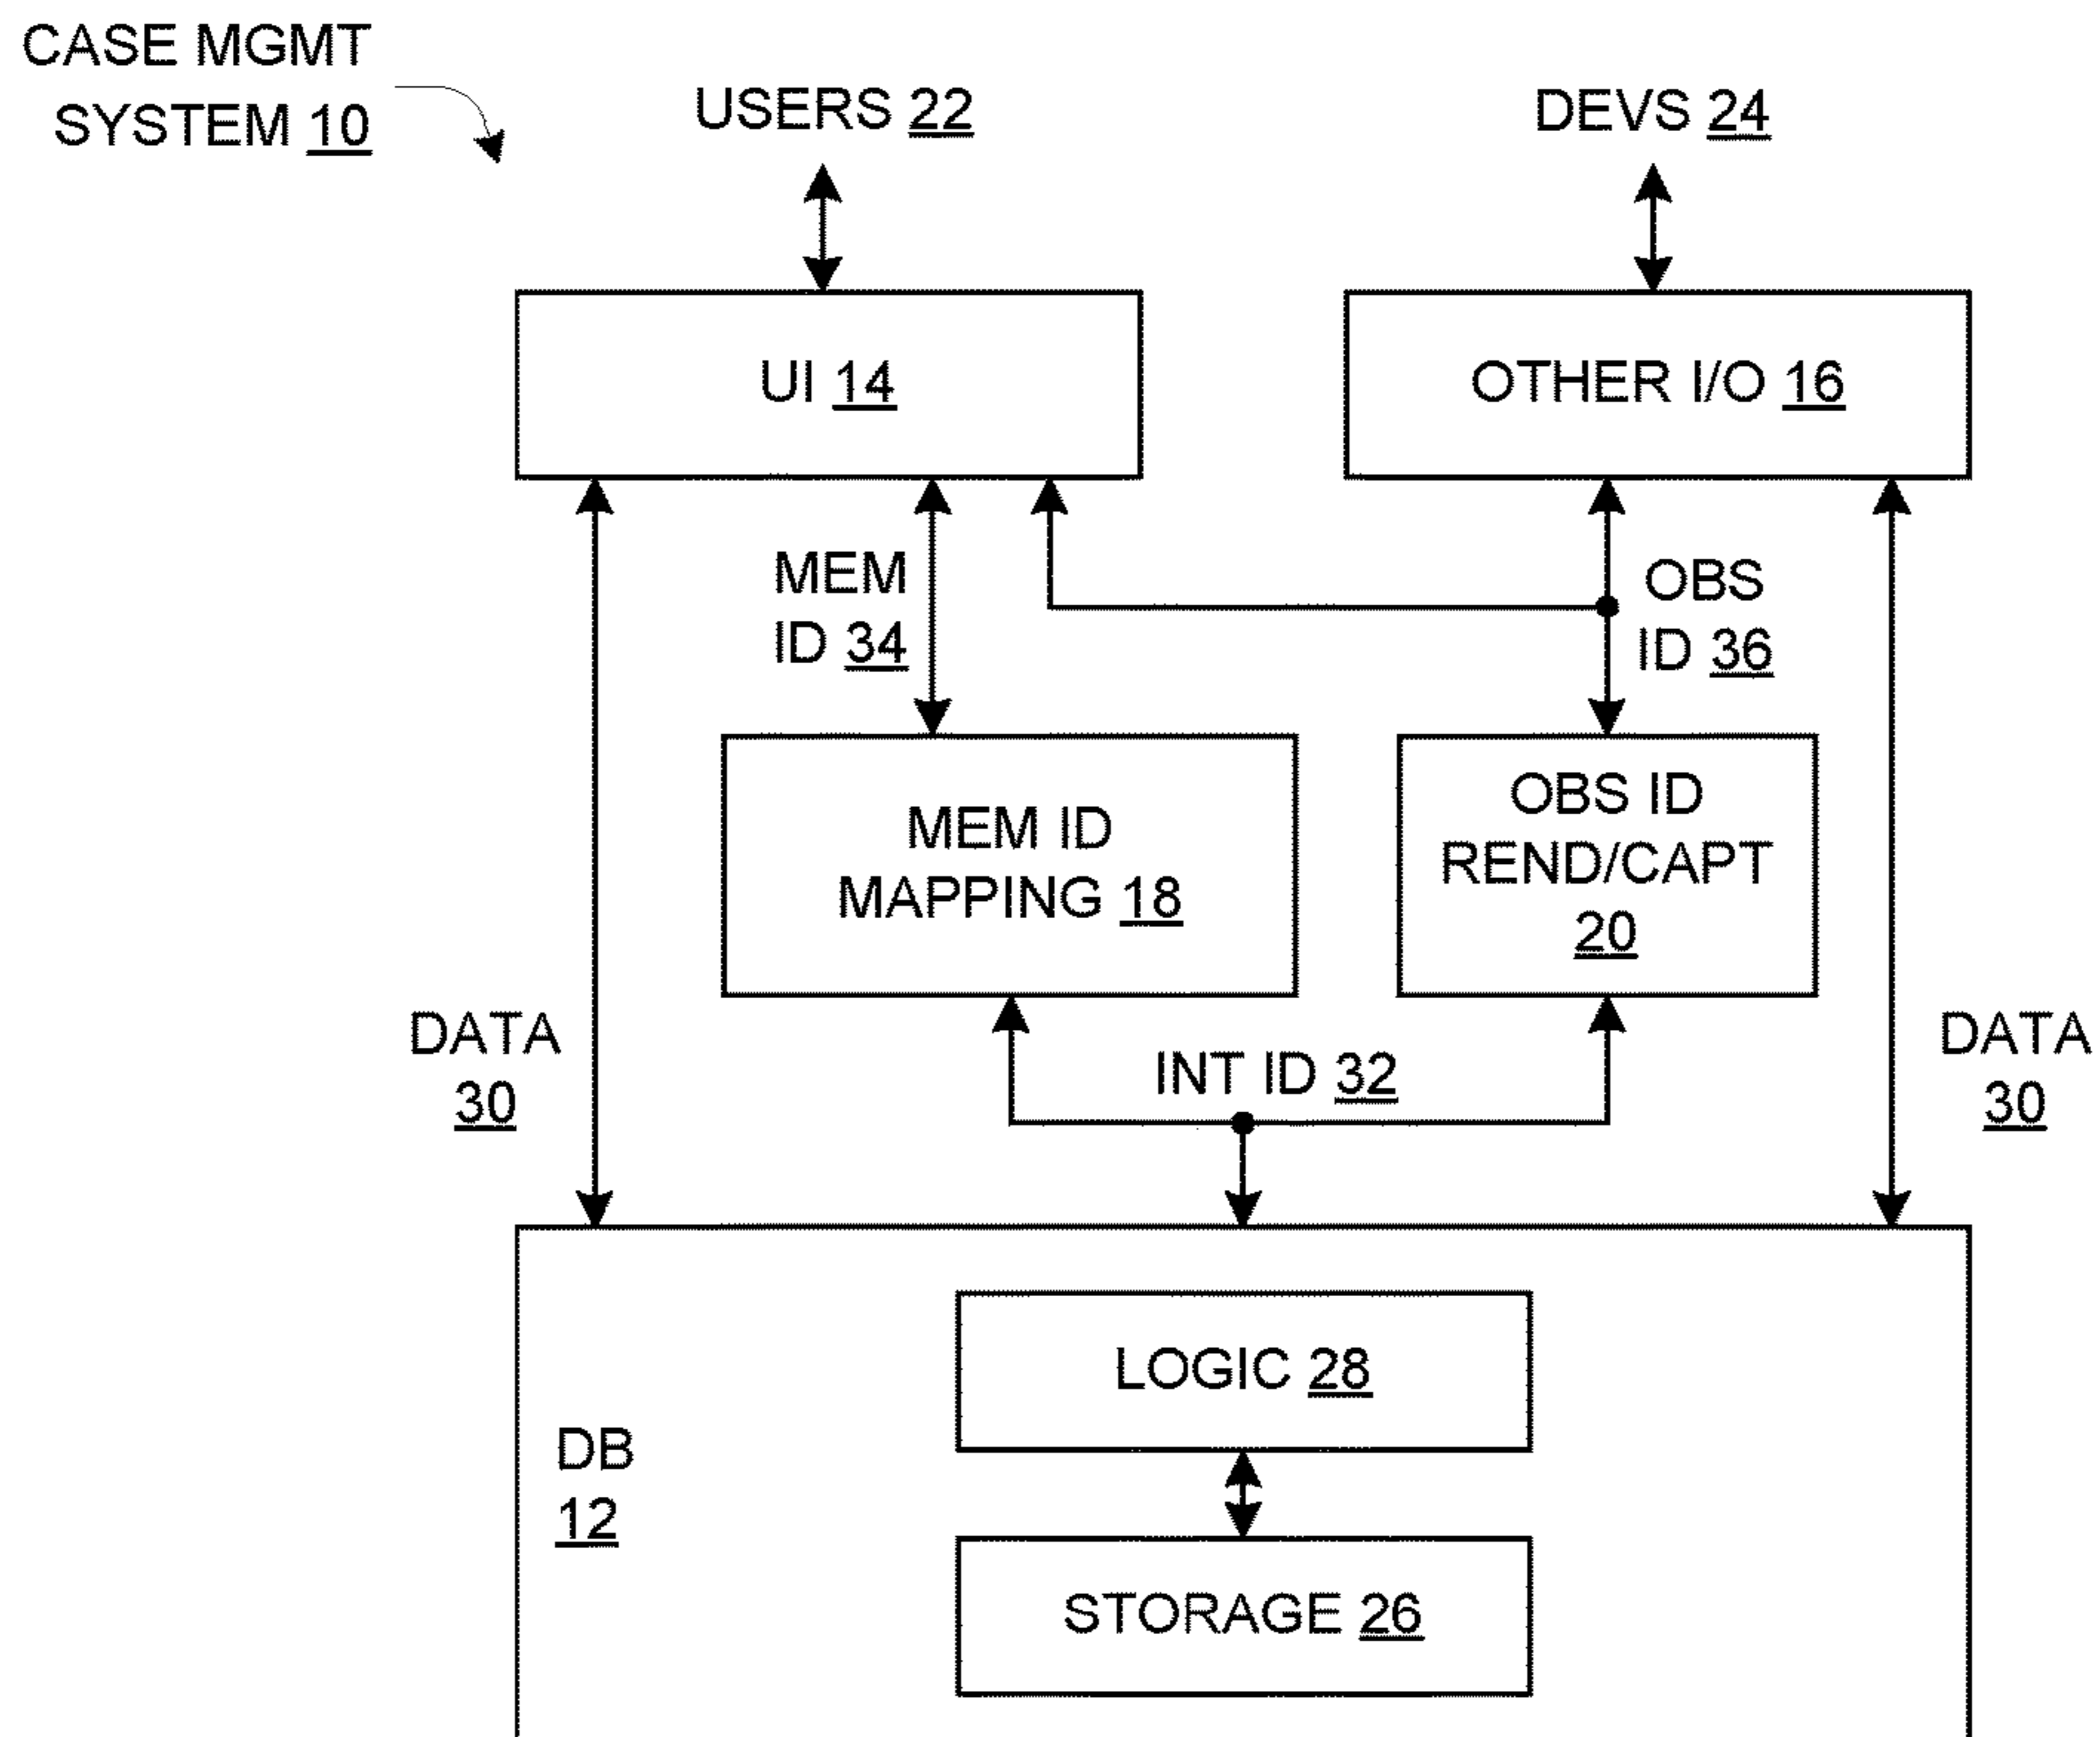 CASE MGMT
SYSTEM 10
USERS 22
DEVS 24
UI 14
OTHER I/O 16
MEM
ID 34
OBS
ID 36
MEM ID
MAPPING 18
OBS ID
REND/CAPT
20
DATA
30
INT ID 32
DATA
30
LOGIC 28
DB
12
STORAGE 26